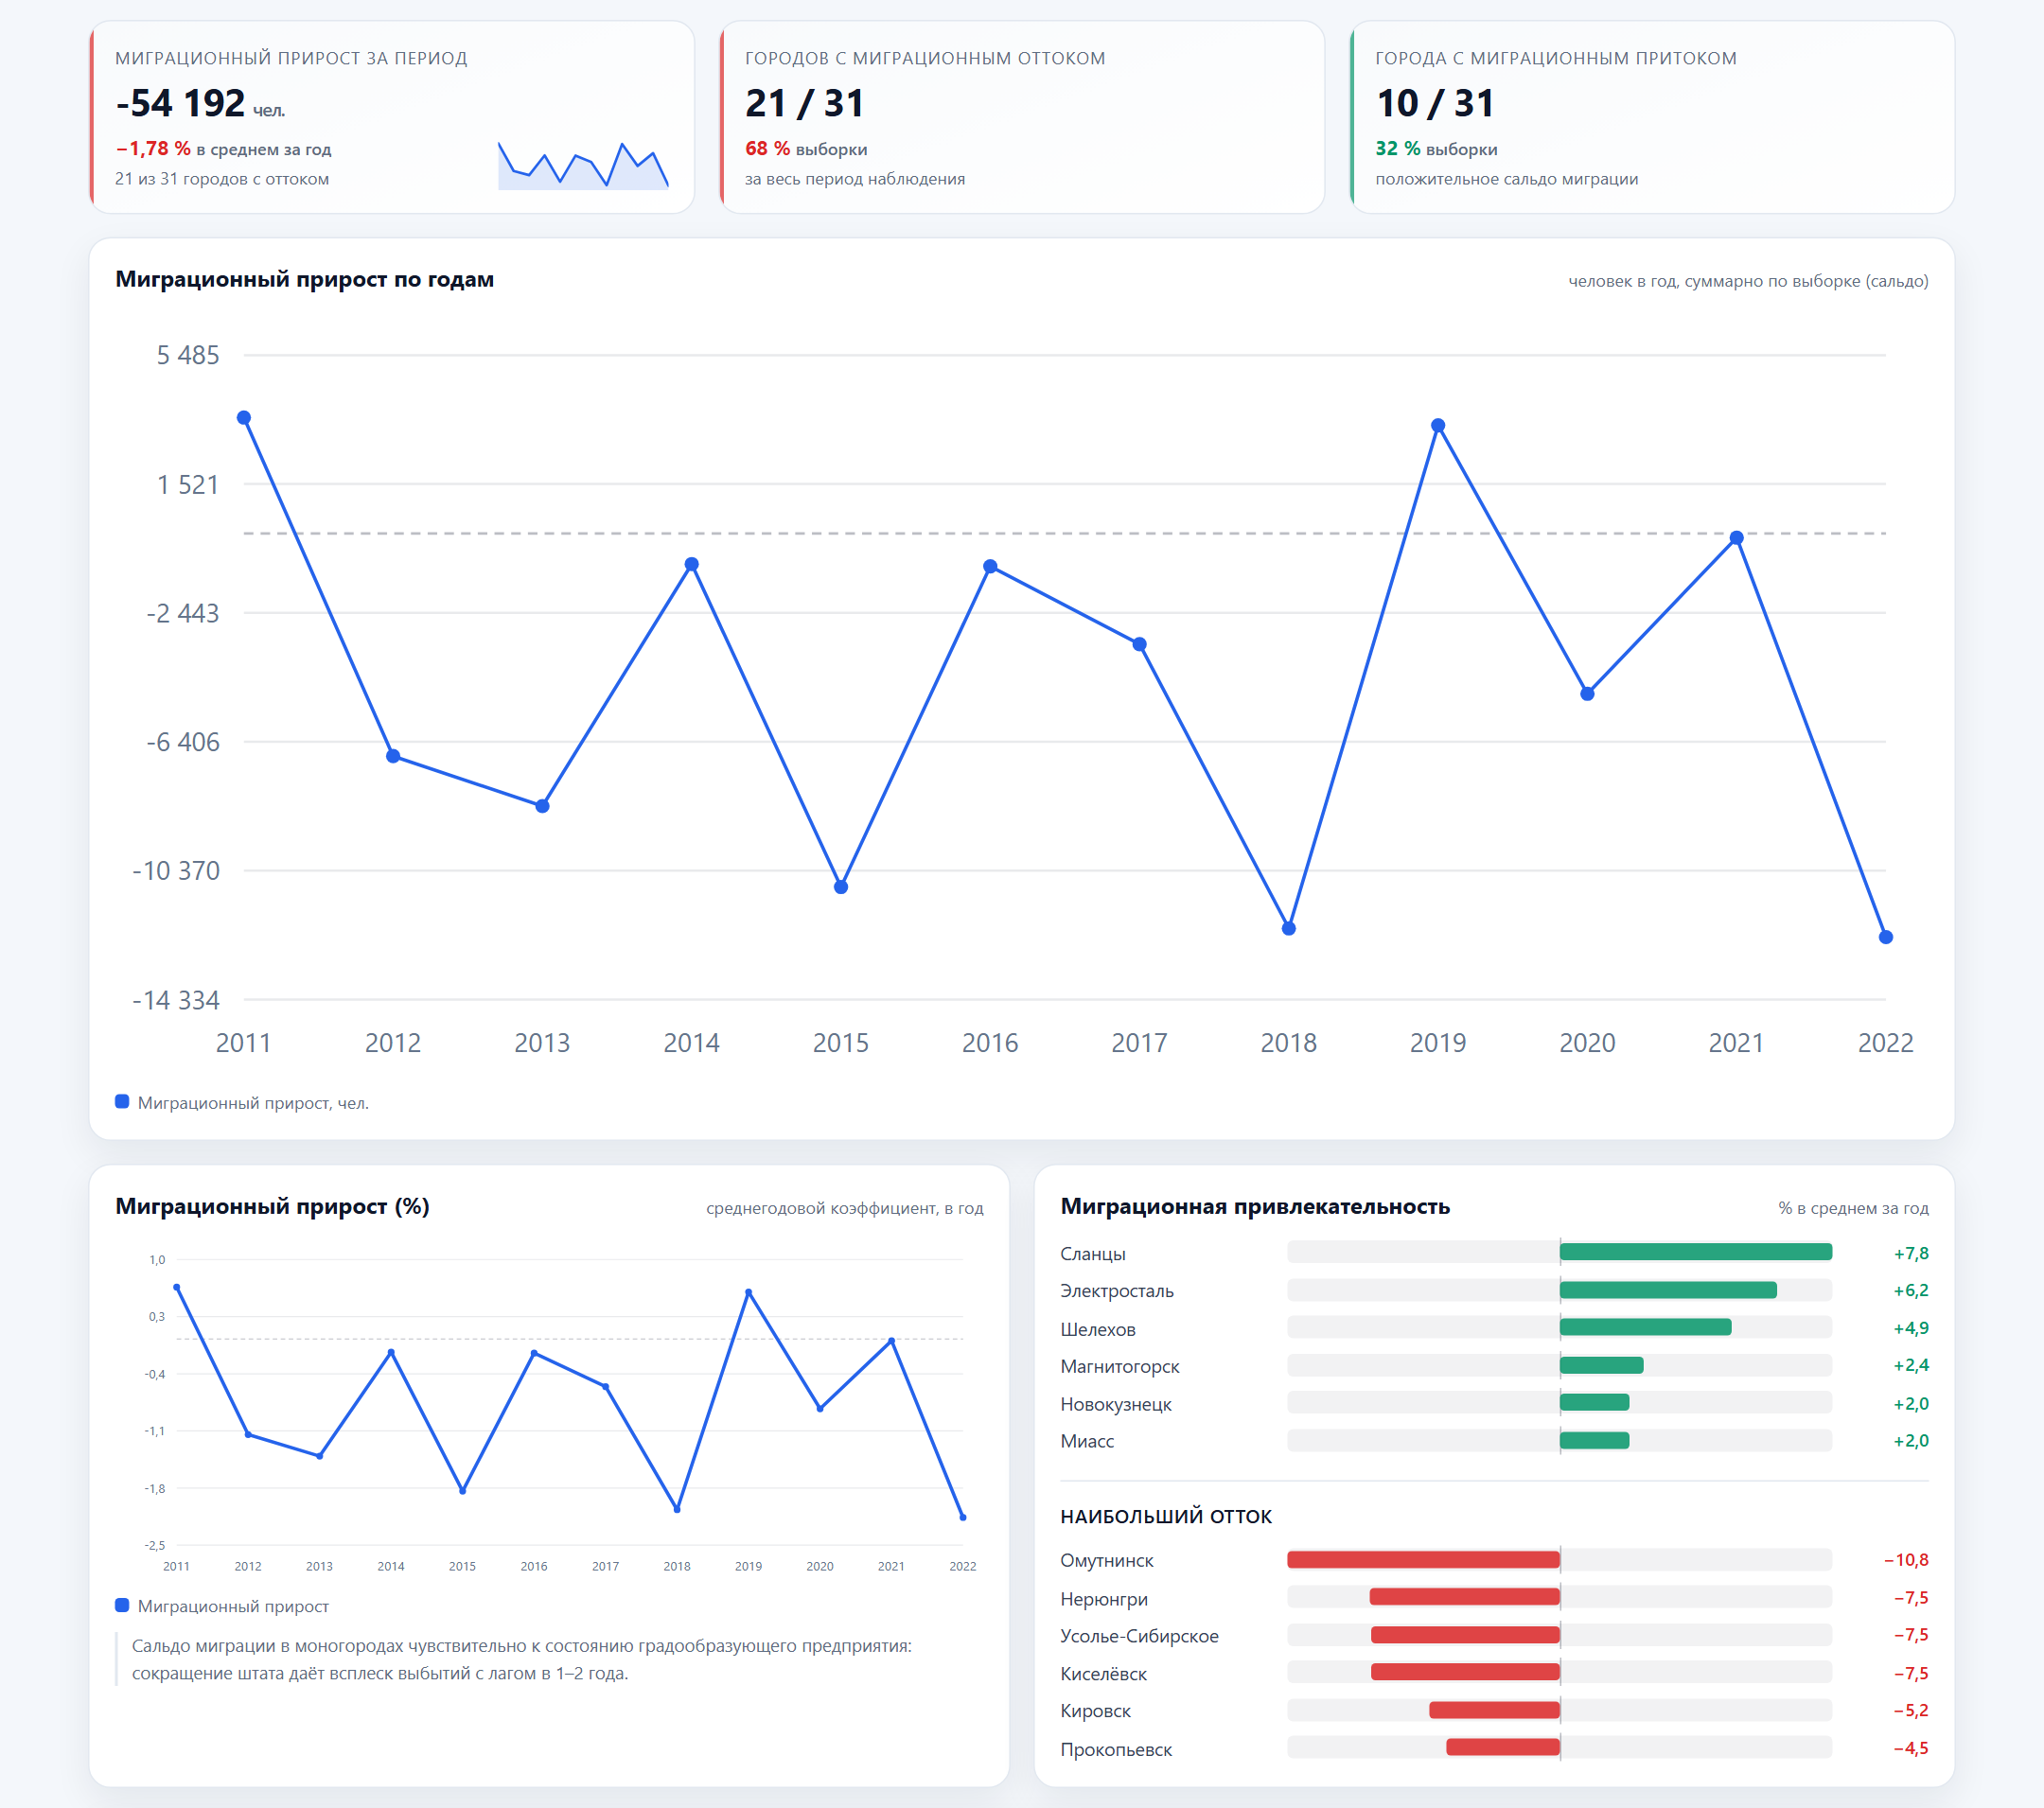 МИГРАЦИОННЫЙ ПРИРОСТ ЗА ПЕРИОД
-54 192 чел.
−1,78 % в среднем за год
21 из 31 городов с оттоком
ГОРОДОВ С МИГРАЦИОННЫМ ОТТОКОМ
21 / 31
68 % выборки
за весь период наблюдения
ГОРОДА С МИГРАЦИОННЫМ ПРИТОКОМ
10 / 31
32 % выборки
положительное сальдо миграции
Миграционный прирост по годам
человек в год, суммарно по выборке (сальдо)
5 485
1 521
-2 443
-6 406
-10 370
-14 334
2011 2012 2013 2014 2015 2016 2017 2018 2019 2020 2021 2022
Миграционный прирост, чел.
Миграционный прирост (%)
среднегодовой коэффициент, в год
1,0
0,3
-0,4
-1,1
-1,8
-2,5
2011 2012 2013 2014 2015 2016 2017 2018 2019 2020 2021 2022
Миграционный прирост
Сальдо миграции в моногородах чувствительно к состоянию градообразующего предприятия:
сокращение штата даёт всплеск выбытий с лагом в 1–2 года.
Миграционная привлекательность
% в среднем за год
Сланцы +7,8
Электросталь +6,2
Шелехов +4,9
Магнитогорск +2,4
Новокузнецк +2,0
Миасс +2,0
НАИБОЛЬШИЙ ОТТОК
Омутнинск −10,8
Нерюнгри −7,5
Усолье-Сибирское −7,5
Киселёвск −7,5
Кировск −5,2
Прокопьевск −4,5